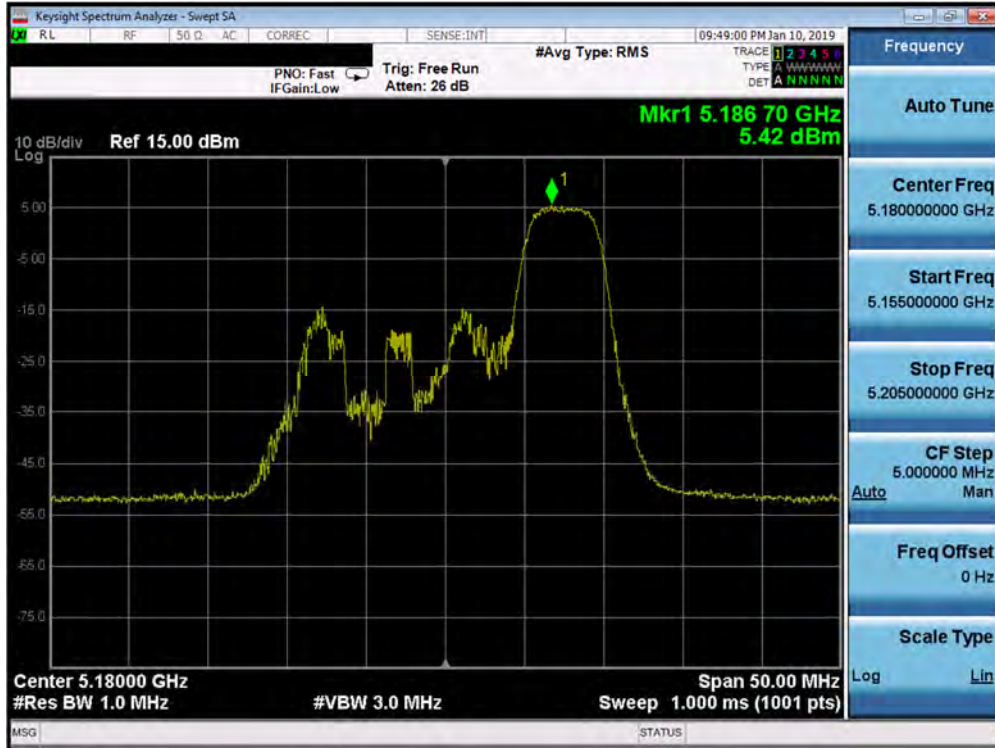 Keysight Spectrum Analyzer - Swept SA
LXI RL RF 50 Ω AC CORREC SENSE:INT 09:49:00 PM Jan 10, 2019
Frequency
PNO: Fast
IFGain:Low
Trig: Free Run
Atten: 26 dB
#Avg Type: RMS
TRACE 1 2 3 4 5 6
TYPE A WWWWW
DET A N N N N N
Mkr1 5.186 70 GHz
5.42 dBm
10 dB/div
Log
Ref 15.00 dBm
1
5.00
-5.00
-15.0
-25.0
-35.0
-45.0
-55.0
-65.0
-75.0
Center 5.18000 GHz
Span 50.00 MHz
#Res BW 1.0 MHz
#VBW 3.0 MHz
Sweep 1.000 ms (1001 pts)
Auto Tune
Center Freq
5.180000000 GHz
Start Freq
5.155000000 GHz
Stop Freq
5.205000000 GHz
CF Step
5.000000 MHz
Auto Man
Freq Offset
0 Hz
Scale Type
Log Lin
MSG
STATUS